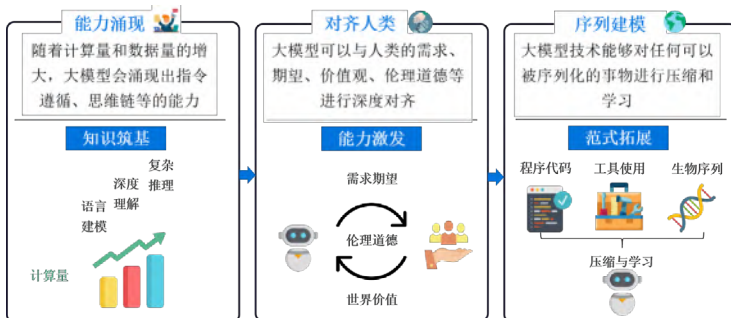 能力涌现
随着计算量和数据量的增
大，大模型会涌现出指令
遵循、思维链等的能力
知识筑基
复杂
推理
深度
理解
语言
建模
计算量
对齐人类
大模型可以与人类的需求、
期望、价值观、伦理道德等
进行深度对齐
能力激发
需求期望
伦理道德
世界价值
序列建模
大模型技术能够对任何可以
被序列化的事物进行压缩和
学习
范式拓展
程序代码
工具使用
生物序列
压缩与学习